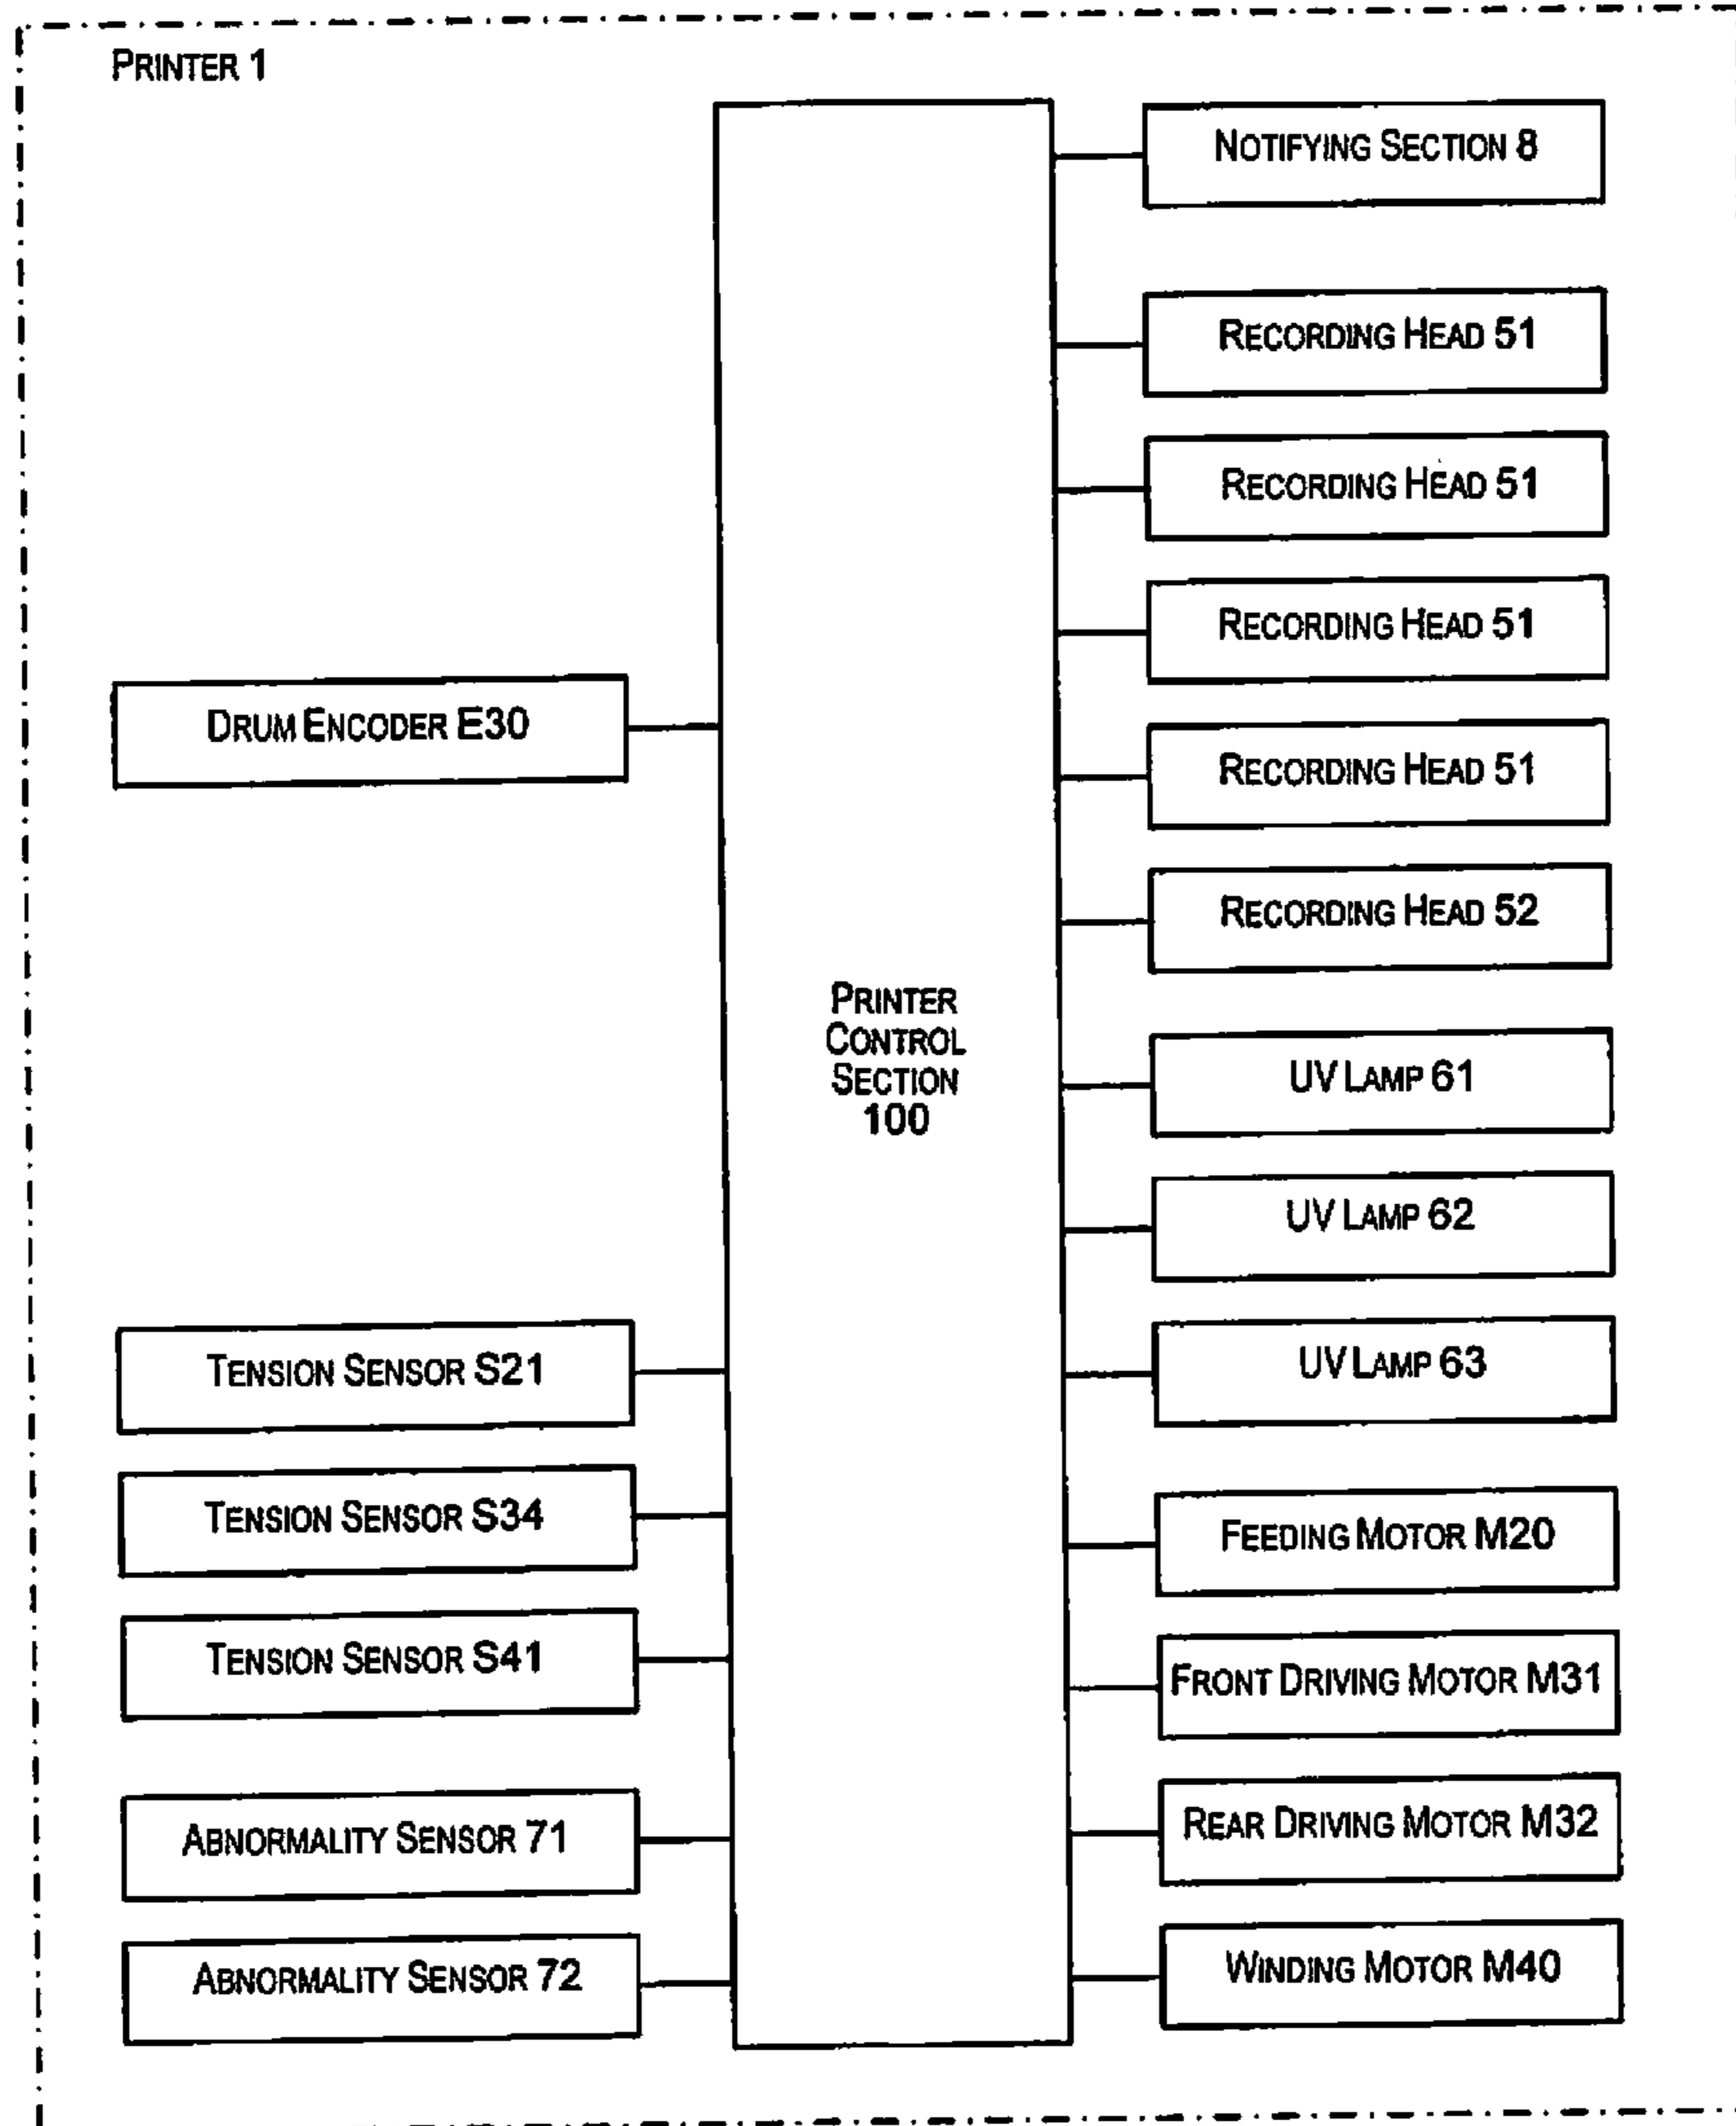 PRINTER 1
NOTIFYING SECTION 8
RECORDING HEAD 51
RECORDING HEAD 51
RECORDING HEAD 51
RECORDING HEAD 51
RECORDING HEAD 52
DRUM ENCODER E30
PRINTER
CONTROL
SECTION
100
UV LAMP 61
UV LAMP 62
UV LAMP 63
TENSION SENSOR S21
TENSION SENSOR S34
TENSION SENSOR S41
ABNORMALITY SENSOR 71
ABNORMALITY SENSOR 72
FEEDING MOTOR M20
FRONT DRIVING MOTOR M31
REAR DRIVING MOTOR M32
WINDING MOTOR M40